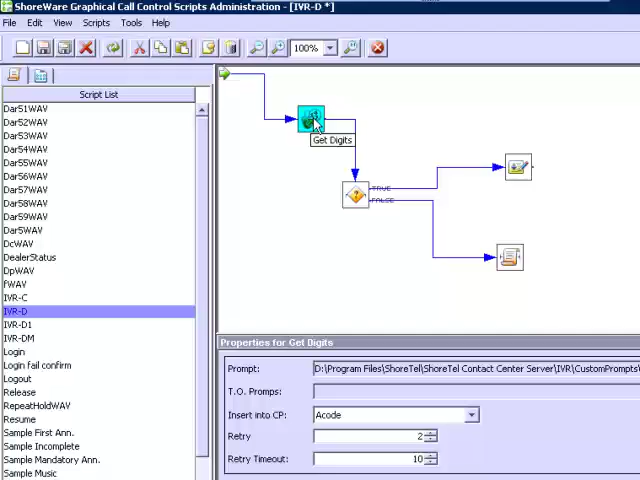 ShoreWare Graphical Call Control Scripts Administration - [IVR-D *]
File Edit View Scripts Tools Help
100%
Script List
Dar51WAV
Dar52WAV
Dar53WAV
Dar54WAV
Dar55WAV
Dar56WAV
Dar57WAV
Dar58WAV
Dar59WAV
Dar5WAV
DcWAV
DealerStatus
DpWAV
fWAV
IVR-C
IVR-D
IVR-D1
IVR-DM
Login
Login fail confirm
Logout
Release
RepeatHoldWAV
Resume
Sample First Ann.
Sample Incomplete
Sample Mandatory Ann.
Sample Music
Get Digits
TRUE
FALSE
Properties for Get Digits
Prompt: D:\Program Files\ShoreTel\ShoreTel Contact Center Server\IVR\CustomPrompts\
T.O. Promps:
Insert into CP: Acode
Retry 2
Retry Timeout: 10